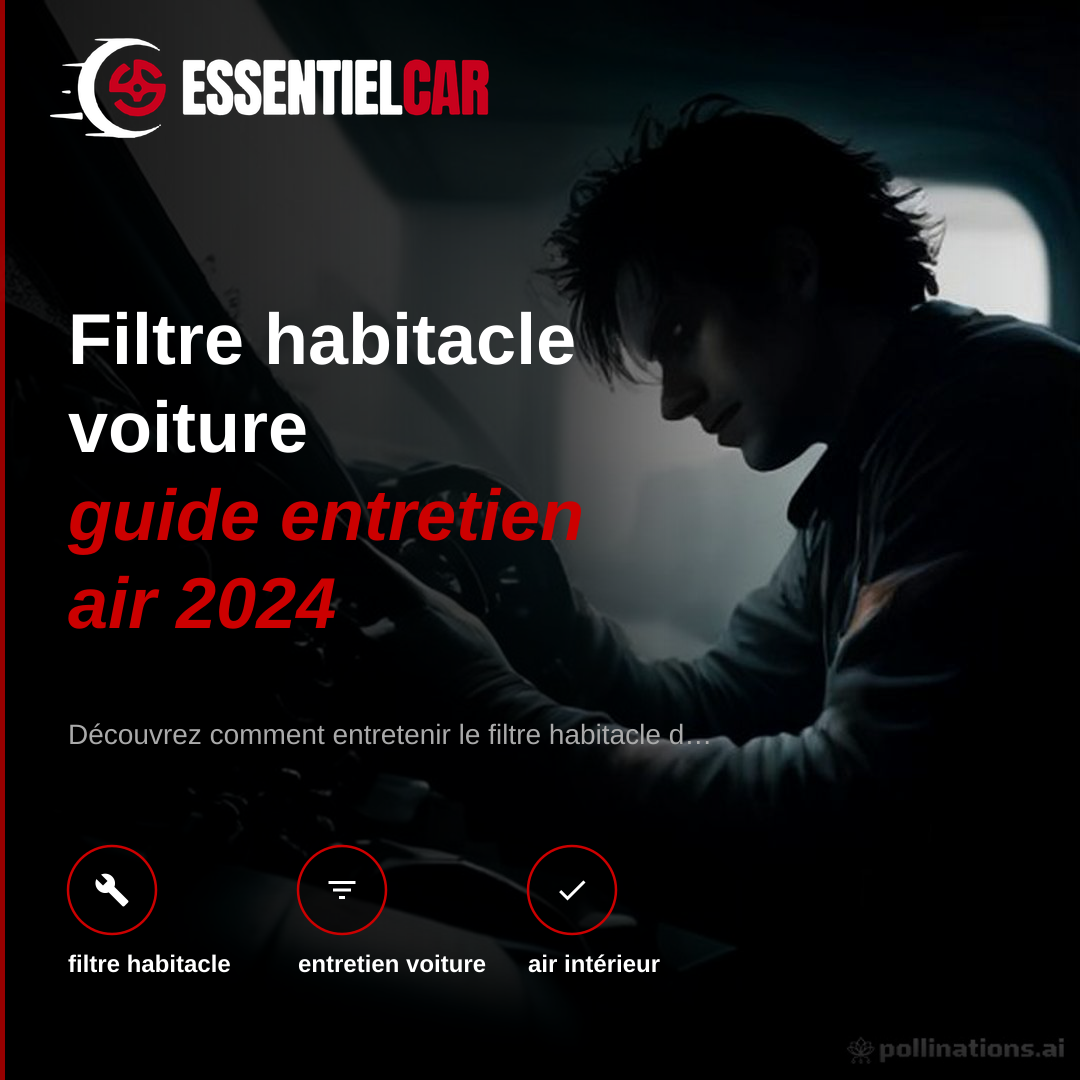 ESSENTIELCAR
Filtre habitacle
voiture
guide entretien
air 2024
Découvrez comment entretenir le filtre habitacle d…
filtre habitacle
entretien voiture
air intérieur
pollinations.ai